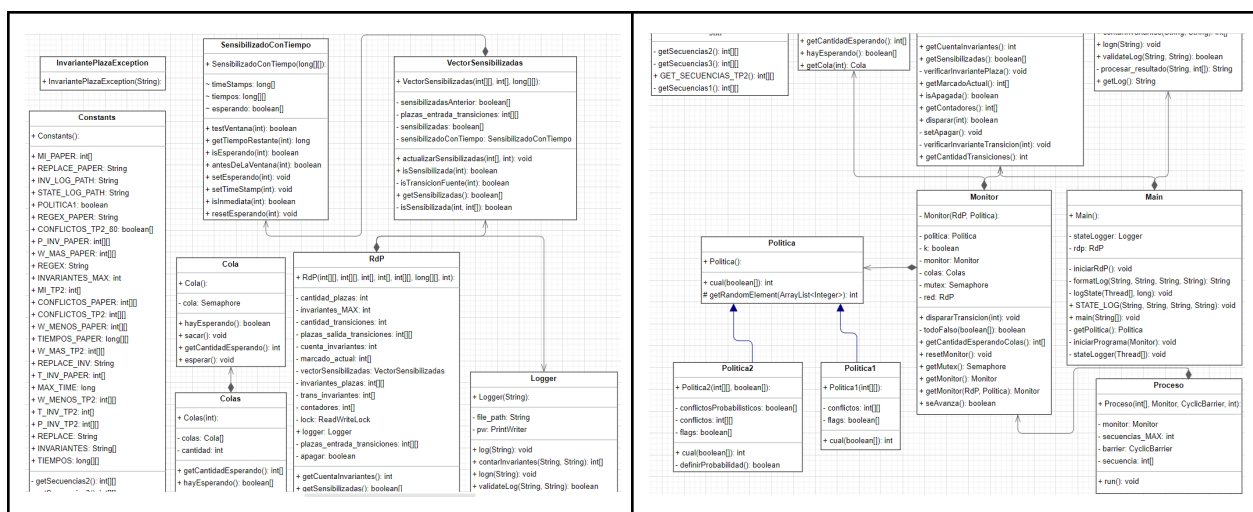 InvariantePlazaException
+ InvariantePlazaException(String):
Constants
+ Constants():
+ MI_PAPER: int[]
+ REPLACE_PAPER: String
+ INV_LOG_PATH: String
+ STATE_LOG_PATH: String
+ POLITICA1: boolean
+ REGEX_PAPER: String
+ CONFLICTOS_TP2_80: boolean[]
+ P_INV_PAPER: int[][]
+ W_MAS_PAPER: int[][]
+ REGEX: String
+ INVARIANTES_MAX: int
+ MI_TP2: int[]
+ CONFLICTOS_PAPER: int[][]
+ CONFLICTOS_TP2: int[][]
+ W_MENOS_PAPER: int[][]
+ TIEMPOS_PAPER: long[][]
+ W_MAS_TP2: int[][]
+ REPLACE_INV: String
+ T_INV_PAPER: int[]
+ MAX_TIME: long
+ W_MENOS_TP2: int[][]
+ T_INV_TP2: int[]
+ P_INV_TP2: int[][]
+ REPLACE: String
+ INVARIANTES: String[]
+ TIEMPOS: long[][]
- getSecuencias2(): int[][]
SensibilizadoConTiempo
+ SensibilizadoConTiempo(long[][]):
~ timeStamps: long[]
~ tiempos: long[][]
~ esperando: boolean[]
+ testVentana(int): boolean
+ getTiempoRestante(int): long
+ isEsperando(int): boolean
+ antesDeLaVentana(int): boolean
+ setEsperando(int): void
+ setTimeStamp(int): void
+ isInmediata(int): boolean
+ resetEsperando(int): void
VectorSensibilizadas
+ VectorSensibilizadas(int[][], int[], long[][]):
- sensibilizadasAnterior: boolean[]
- plazas_entrada_transiciones: int[][]
- sensibilizadas: boolean[]
- sensibilizadoConTiempo: SensibilizadoConTiempo
+ actualizarSensibilizadas(int[], int): void
+ isSensibilizada(int): boolean
- isTransicionFuente(int): boolean
+ getSensibilizadas(): boolean[]
- isSensibilizada(int, int[]): boolean
Cola
+ Cola():
- cola: Semaphore
+ hayEsperando(): boolean
+ sacar(): void
+ getCantidadEsperando(): int
+ esperar(): void
Colas
+ Colas(int):
- colas: Cola[]
- cantidad: int
+ getCantidadEsperando(): int[]
+ hayEsperando(): boolean[]
RdP
+ RdP(int[][], int[][], int[], int[], int[][], long[][], int):
- cantidad_plazas: int
- invariantes_MAX: int
- cantidad_transiciones: int
- plazas_salida_transiciones: int[][]
- cuenta_invariantes: int
- marcado_actual: int[]
- vectorSensibilizadas: VectorSensibilizadas
- invariantes_plazas: int[][]
- trans_invariantes: int[]
- contadores: int[]
- lock: ReadWriteLock
+ logger: Logger
- plazas_entrada_transiciones: int[][]
- apagar: boolean
+ getCuentaInvariantes(): int
+ getSensibilizadas(): boolean[]
Logger
+ Logger(String):
- file_path: String
- pw: PrintWriter
+ log(String): void
+ contarInvariantes(String, String): int[]
+ logn(String): void
+ validateLog(String, String): boolean
- getSecuencias2(): int[][]
- getSecuencias3(): int[][]
+ GET_SECUENCIAS_TP2(): int[][]
- getSecuencias1(): int[][]
+ getCantidadEsperando(): int[]
+ hayEsperando(): boolean[]
+ getCola(int): Cola
+ getCuentaInvariantes(): int
+ getSensibilizadas(): boolean[]
- verificarInvariantePlaza(): void
+ getMarcadoActual(): int[]
+ isApagada(): boolean
+ getContadores(): int[]
+ disparar(int): boolean
- setApagar(): void
- verificarInvarianteTransicion(int): void
+ getCantidadTransiciones(): int
+ logn(String): void
+ validateLog(String, String): boolean
- procesar_resultado(String, int[]): String
+ getLog(): String
Politica
+ Politica():
+ cual(boolean[]): int
# getRandomElement(ArrayList<Integer>): int
Politica2
+ Politica2(int[][], boolean[]):
- conflictosProbabilisticos: boolean[]
- conflictos: int[][]
- flags: boolean[]
+ cual(boolean[]): int
- definirProbabilidad(): boolean
Politica1
+ Politica1(int[][]):
- conflictos: int[][]
- flags: boolean[]
+ cual(boolean[]): int
Monitor
- Monitor(RdP, Politica):
- politica: Politica
- k: boolean
- monitor: Monitor
- colas: Colas
- mutex: Semaphore
- red: RdP
+ dispararTransicion(int): void
- todoFalso(boolean[]): boolean
+ getCantidadEsperandoColas(): int[]
+ resetMonitor(): void
+ getMutex(): Semaphore
+ getMonitor(): Monitor
+ getMonitor(RdP, Politica): Monitor
+ seAvanza(): boolean
Main
+ Main():
- stateLogger: Logger
- rdp: RdP
- iniciarRdP(): void
- formatLog(String, String, String, String): String
- logState(Thread[], long): void
+ STATE_LOG(String, String, String, String): void
+ main(String[]): void
- getPolitica(): Politica
- iniciarPrograma(Monitor): void
- stateLogger(Thread[]): void
Proceso
+ Proceso(int[], Monitor, CyclicBarrier, int):
- monitor: Monitor
- secuencias_MAX: int
- barrier: CyclicBarrier
- secuencia: int[]
+ run(): void